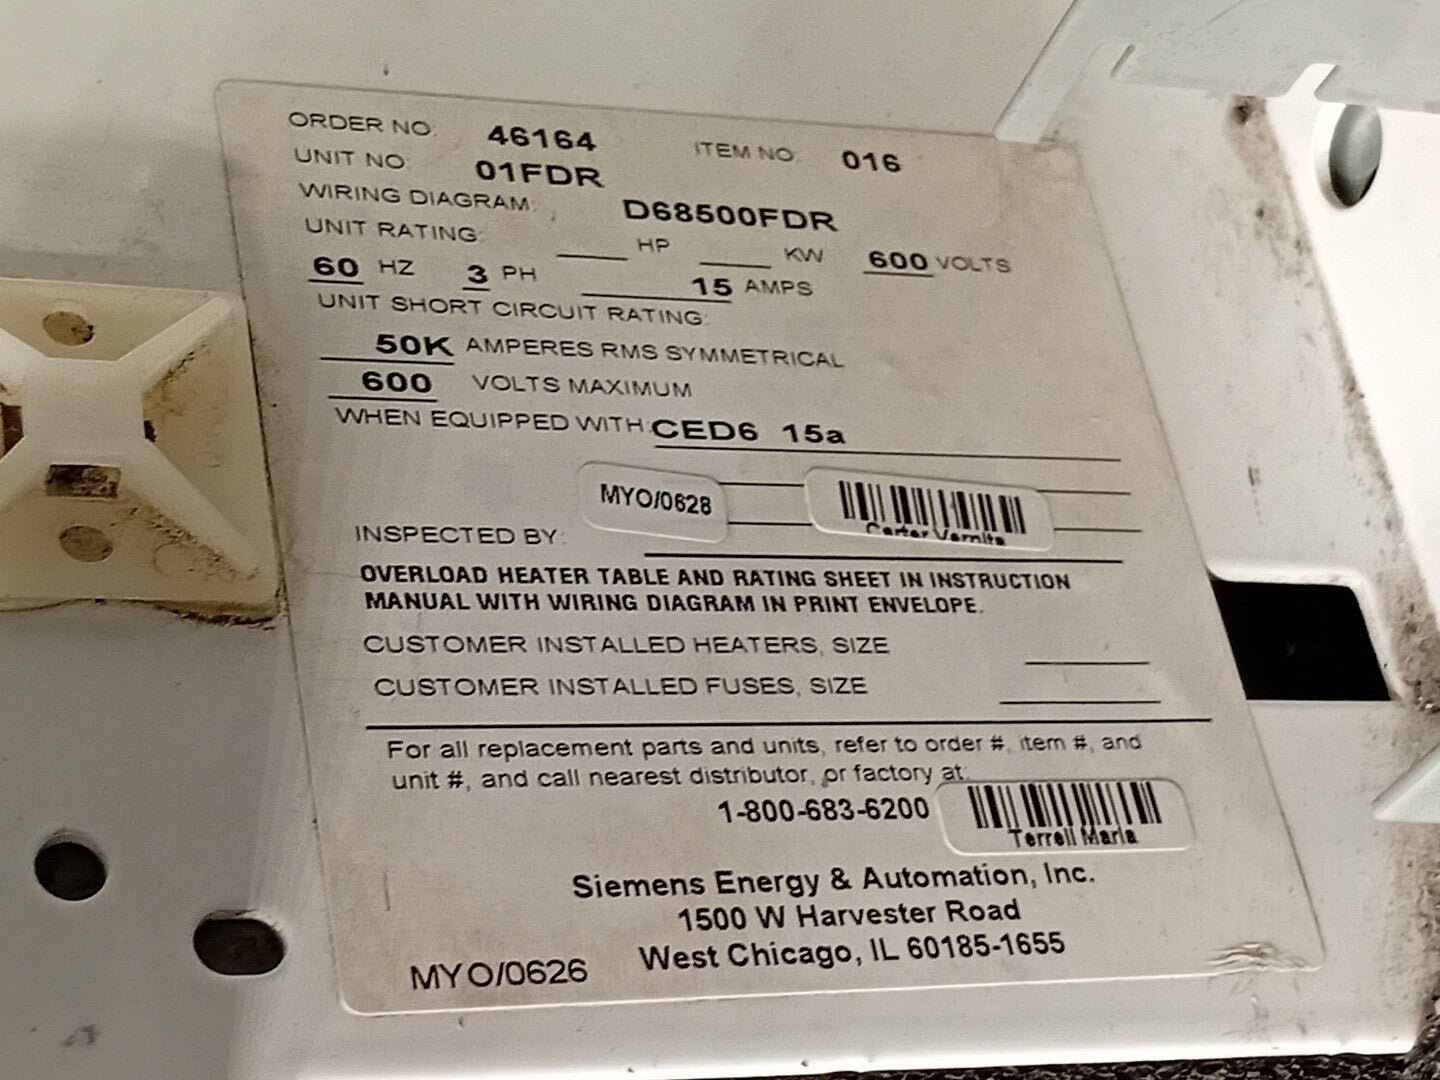 ORDER NO. 46164 ITEM NO. 016
UNIT NO. 01FDR
WIRING DIAGRAM: D68500FDR
UNIT RATING: ____ HP ____ KW 600 VOLTS
60 HZ 3 PH 15 AMPS
UNIT SHORT CIRCUIT RATING:
50K AMPERES RMS SYMMETRICAL
600 VOLTS MAXIMUM
WHEN EQUIPPED WITH: CED6 15a
MYO/0628
Carter Vernita
INSPECTED BY:
OVERLOAD HEATER TABLE AND RATING SHEET IN INSTRUCTION
MANUAL WITH WIRING DIAGRAM IN PRINT ENVELOPE.
CUSTOMER INSTALLED HEATERS, SIZE
CUSTOMER INSTALLED FUSES, SIZE
For all replacement parts and units, refer to order #, item #, and
unit #, and call nearest distributor, or factory at:
1-800-683-6200
Terrell Marla
Siemens Energy & Automation, Inc.
1500 W Harvester Road
West Chicago, IL 60185-1655
MYO/0626